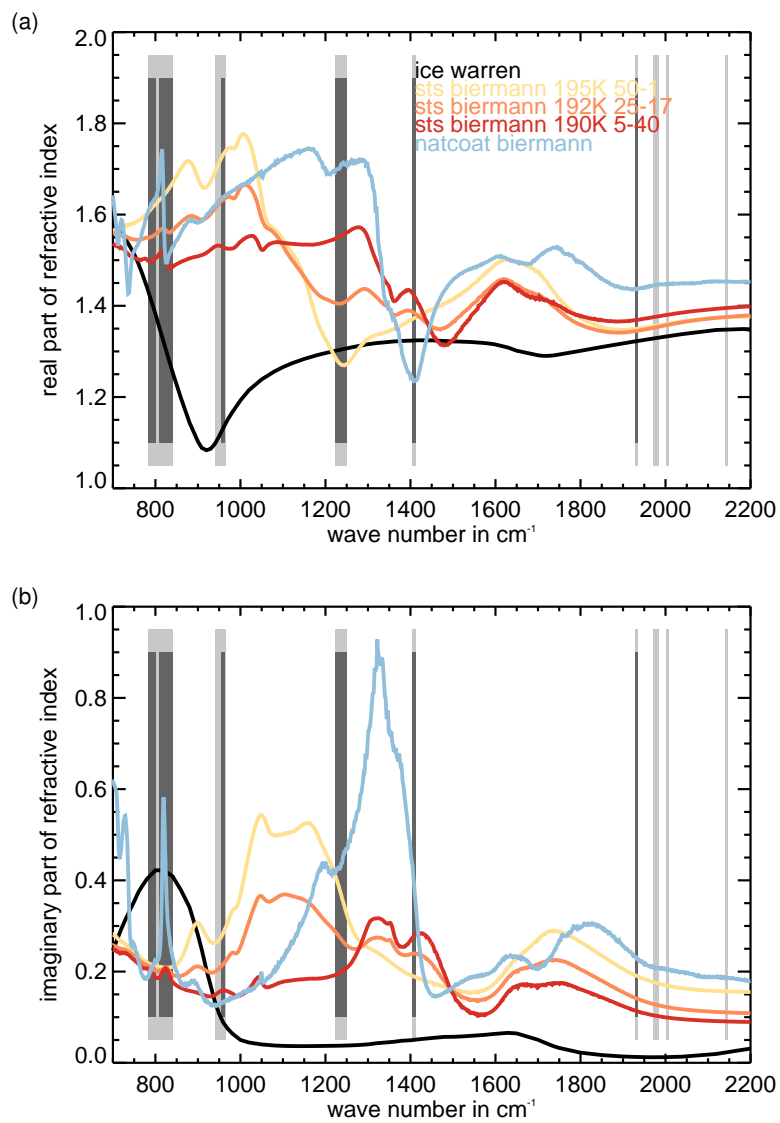 (a)
2.0
1.8
1.6
1.4
1.2
1.0
real part of refractive index
ice warren
sts biermann 195K 50-1
sts biermann 192K 25-17
sts biermann 190K 5-40
natcoat biermann
800 1000 1200 1400 1600 1800 2000 2200
wave number in cm⁻¹
(b)
1.0
0.8
0.6
0.4
0.2
0.0
imaginary part of refractive index
800 1000 1200 1400 1600 1800 2000 2200
wave number in cm⁻¹